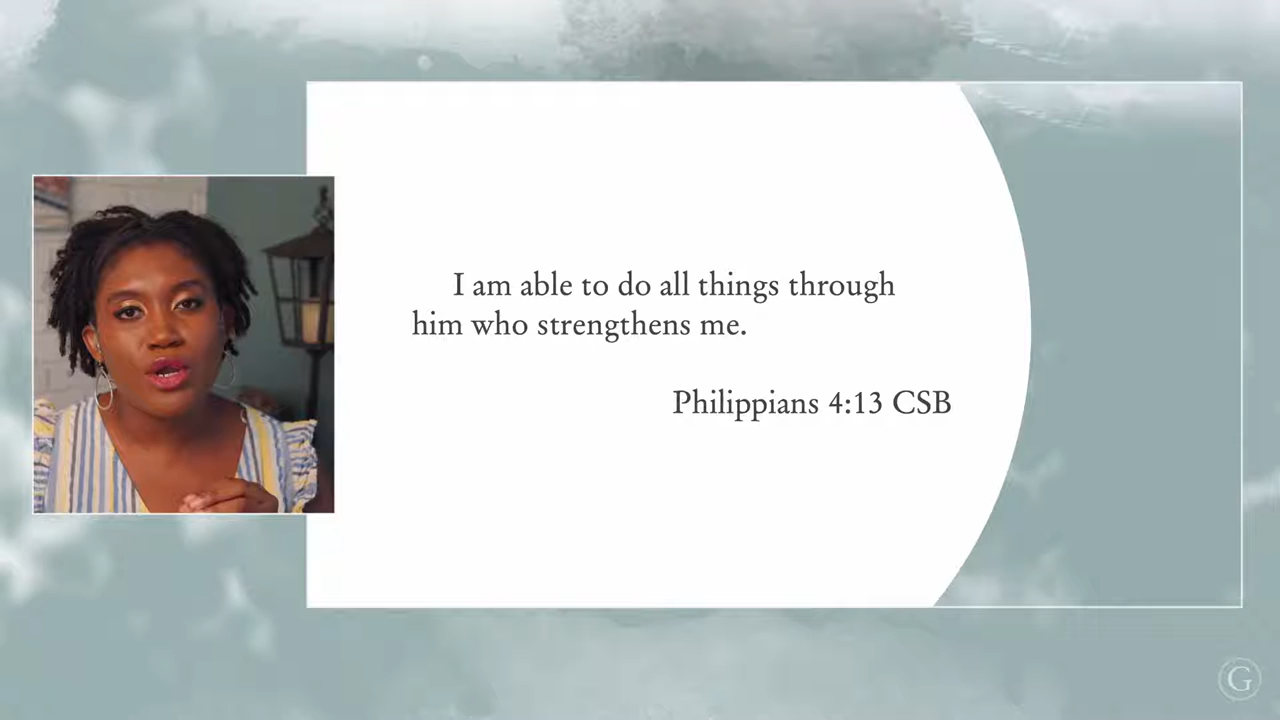 I am able to do all things through
him who strengthens me.
Philippians 4:13 CSB
G